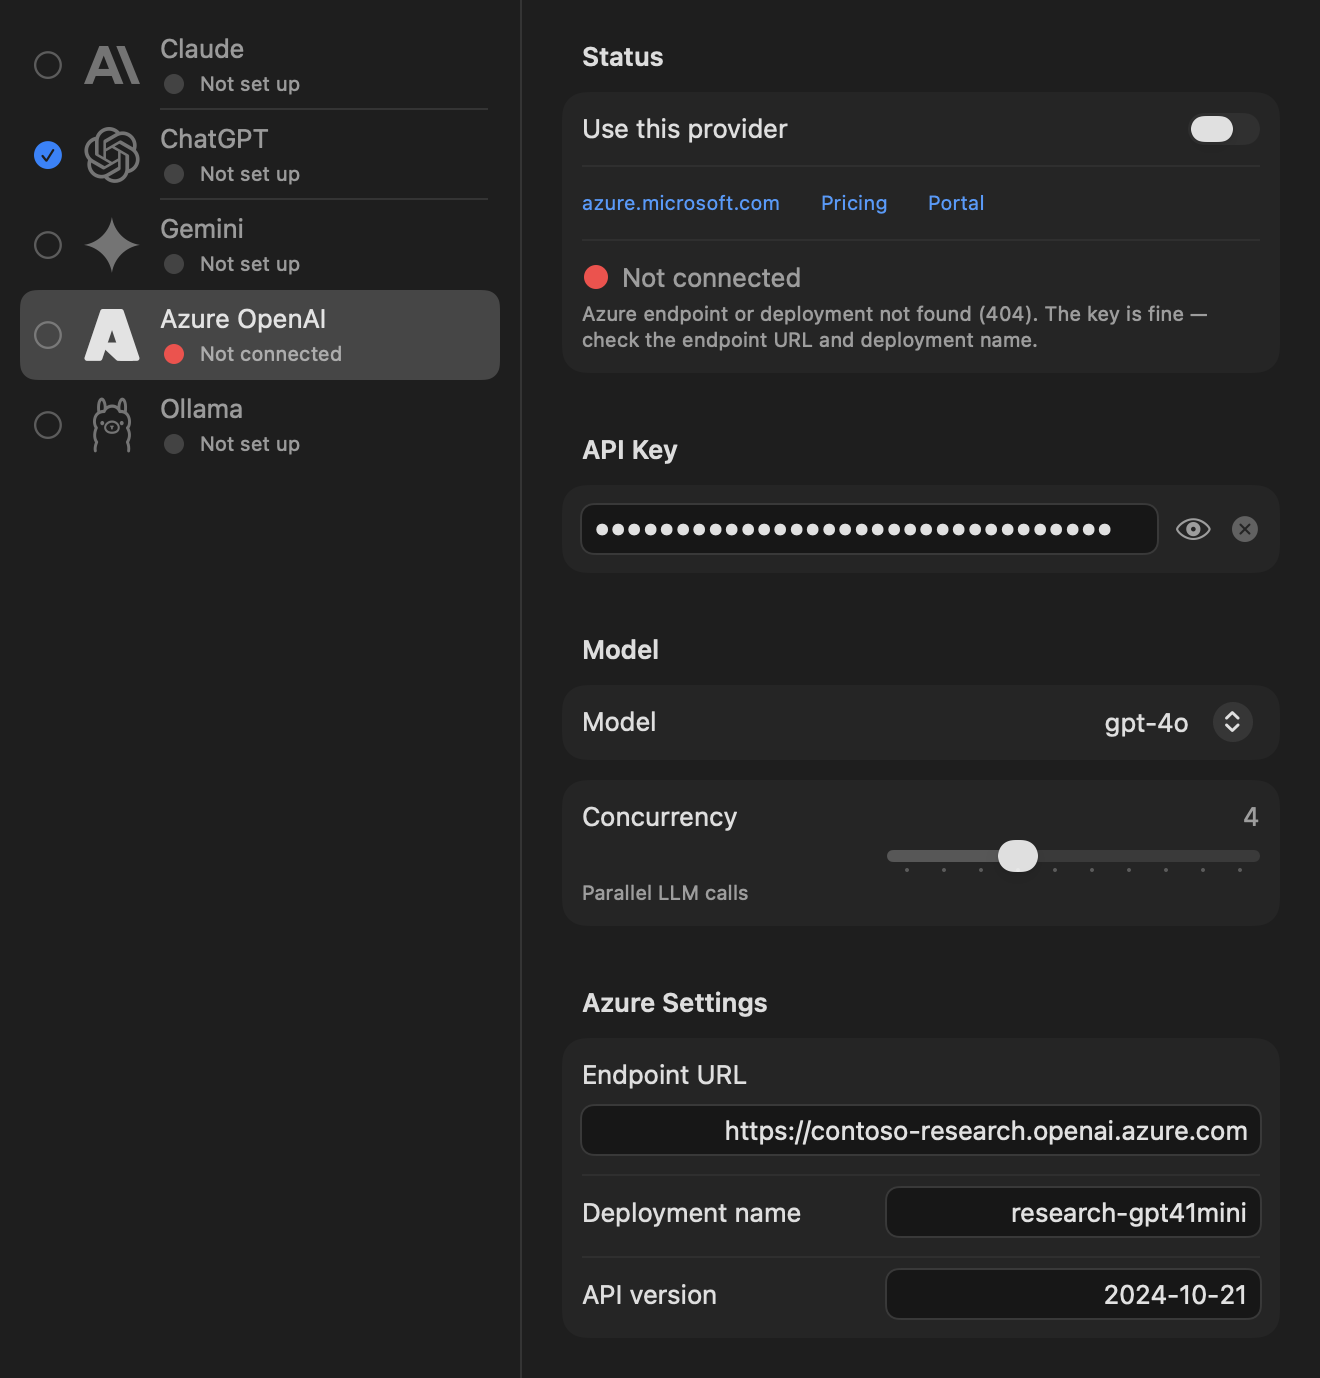 Claude
Not set up
ChatGPT
Not set up
Gemini
Not set up
Azure OpenAI
Not connected
Ollama
Not set up
Status
Use this provider
azure.microsoft.com Pricing Portal
Not connected
Azure endpoint or deployment not found (404). The key is fine —
check the endpoint URL and deployment name.
API Key
Model
Model gpt-4o
Concurrency 4
Parallel LLM calls
Azure Settings
Endpoint URL
https://contoso-research.openai.azure.com
Deployment name research-gpt41mini
API version 2024-10-21